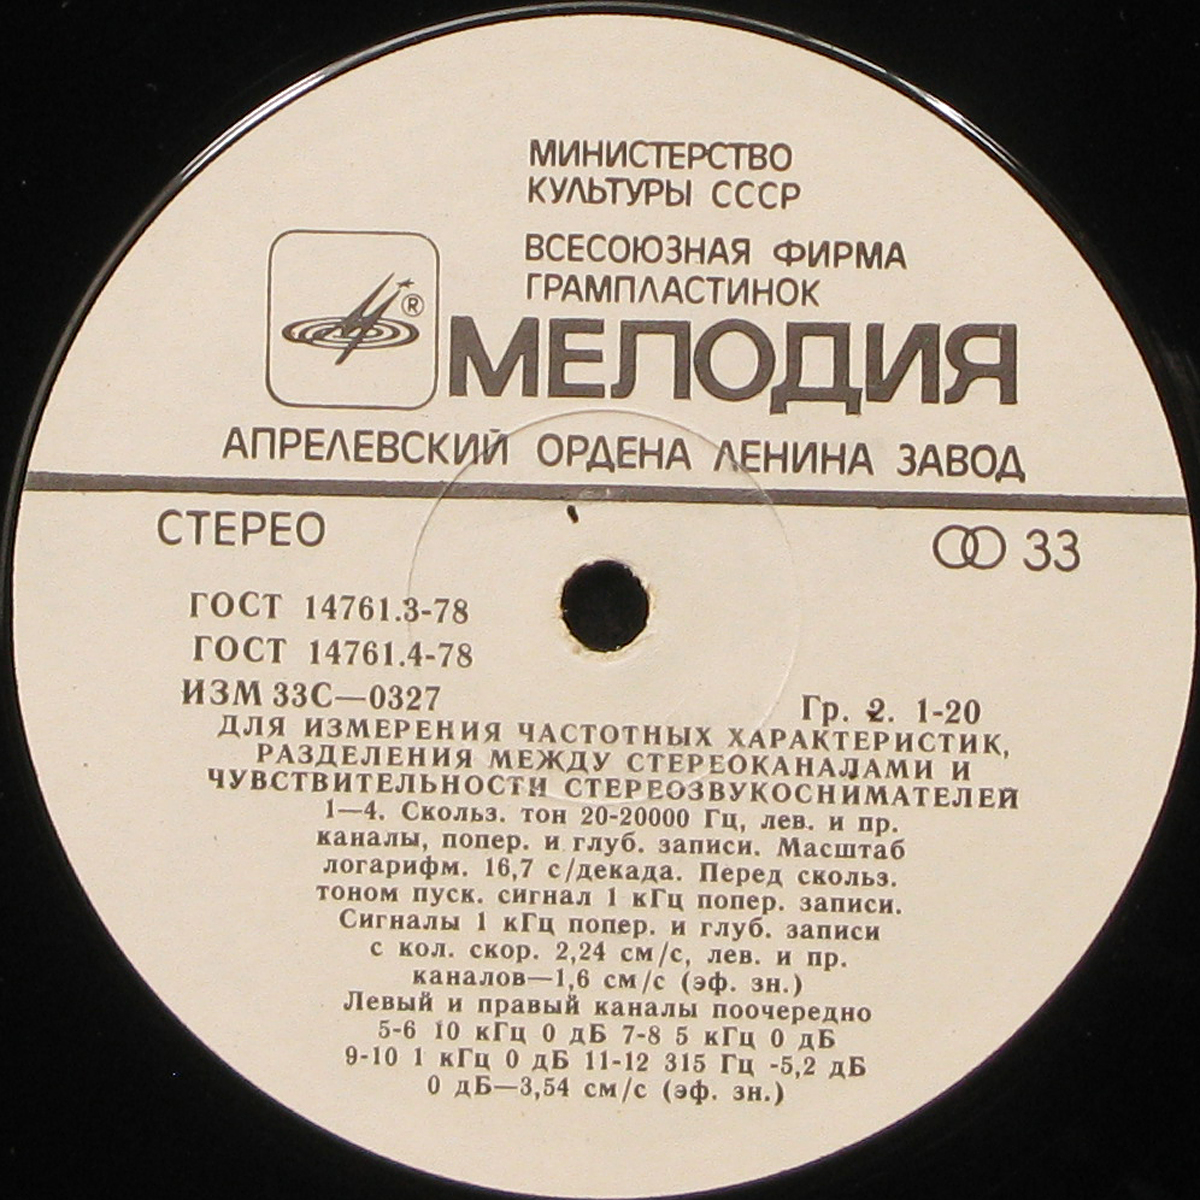 МИНИСТЕРСТВО
КУЛЬТУРЫ СССР
ВСЕСОЮЗНАЯ ФИРМА
ГРАМПЛАСТИНОК
®
МЕЛОДИЯ
АПРЕЛЕВСКИЙ ОРДЕНА ЛЕНИНА ЗАВОД
СТЕРЕО
33
ГОСТ 14761.3-78
ГОСТ 14761.4-78
ИЗМ 33С—0327
Гр. 2. 1-20
ДЛЯ ИЗМЕРЕНИЯ ЧАСТОТНЫХ ХАРАКТЕРИСТИК,
РАЗДЕЛЕНИЯ МЕЖДУ СТЕРЕОКАНАЛАМИ И
ЧУВСТВИТЕЛЬНОСТИ СТЕРЕОЗВУКОСНИМАТЕЛЕЙ
1—4. Скольз. тон 20-20000 Гц, лев. и пр.
каналы, попер. и глуб. записи. Масштаб
логарифм. 16,7 с/декада. Перед скольз.
тоном пуск. сигнал 1 кГц попер. записи.
Сигналы 1 кГц попер. и глуб. записи
с кол. скор. 2,24 см/с, лев. и пр.
каналов—1,6 см/с (эф. зн.)
Левый и правый каналы поочередно
5-6 10 кГц 0 дБ 7-8 5 кГц 0 дБ
9-10 1 кГц 0 дБ 11-12 315 Гц -5,2 дБ
0 дБ—3,54 см/с (эф. зн.)